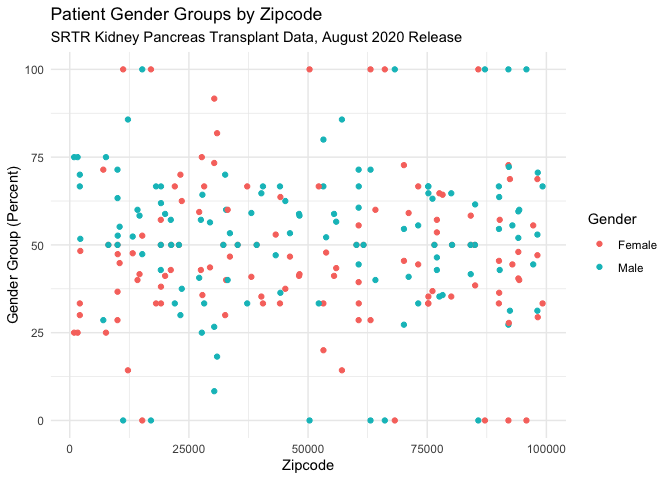 Patient Gender Groups by Zipcode
SRTR Kidney Pancreas Transplant Data, August 2020 Release
Gender Group (Percent)
100
75
50
25
0
0
25000
50000
75000
100000
Zipcode
Gender
Female
Male